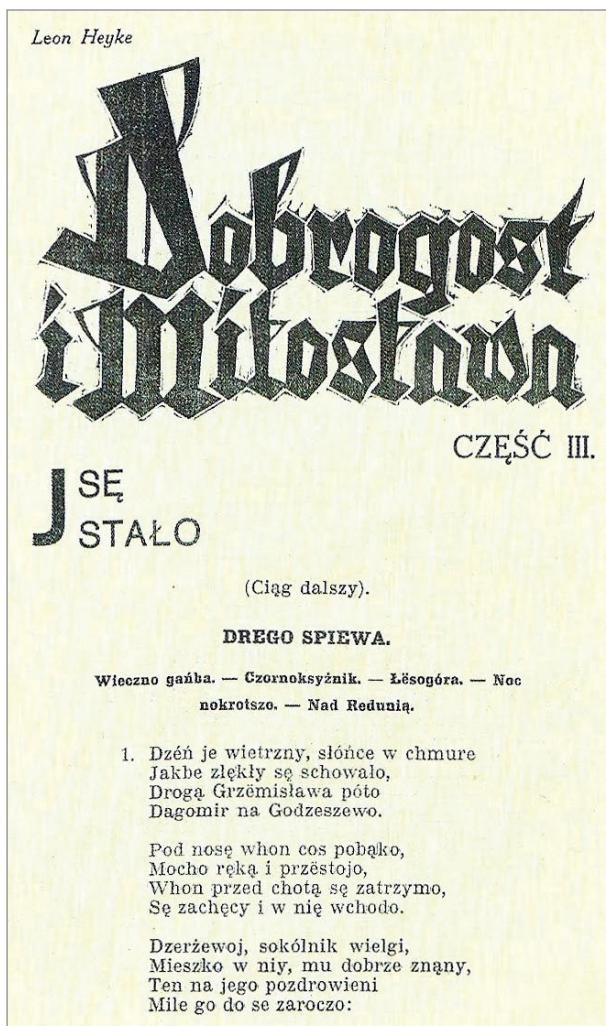 Leon Heyke
Dobrogost
i Miłosława
CZĘŚĆ III.
J SĘ
STAŁO
(Ciąg dalszy).
DREGO SPIEWA.
Wieczno gańba. — Czornoksyżnik. — Łësogóra. — Noc
nokrotszo. — Nad Redunią.
1. Dzéń je wietrzny, słóńce w chmure
Jakbe zlękły sę schowało,
Drogą Grzëmisława póto
Dagomir na Godzeszewo.
Pod nosę whon cos pobąko,
Mocho ręką i przëstojo,
Whon przed chotą sę zatrzymo,
Sę zachęcy i w nię wchodo.
Dzerżewoj, sokólnik wielgi,
Mieszko w niy, mu dobrze znąny,
Ten na jego pozdrowieni
Mile go do se zaroczo: